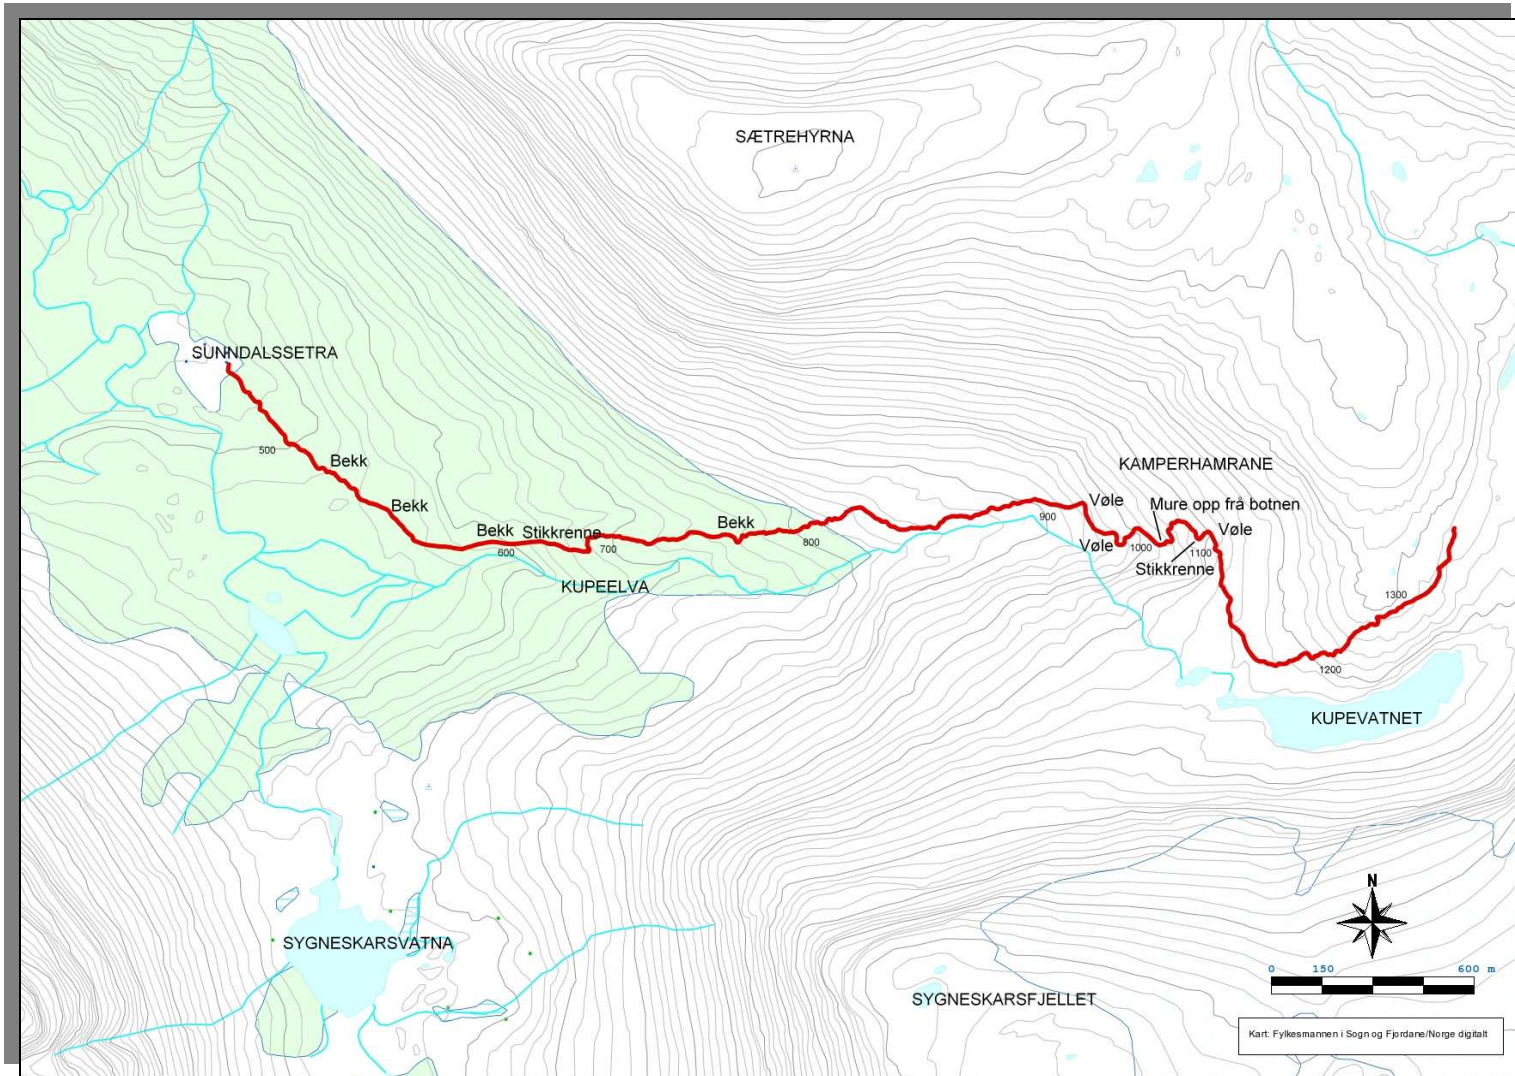 SÆTREHYRNA
SUNNDALSSETRA
500
Bekk
Bekk
Bekk
Stikkrenne
600
700
Bekk
800
KUPEELVA
KAMPERHAMRANE
900
Vøle
Mure opp frå botnen
Vøle
1000
Vøle
1100
Stikkrenne
1300
1200
KUPEVATNET
SYGNESKARSVATNA
SYGNESKARSFJELLET
N
0 150 600 m
Kart: Fylkesmannen i Sogn og Fjordane/Norge digitalt